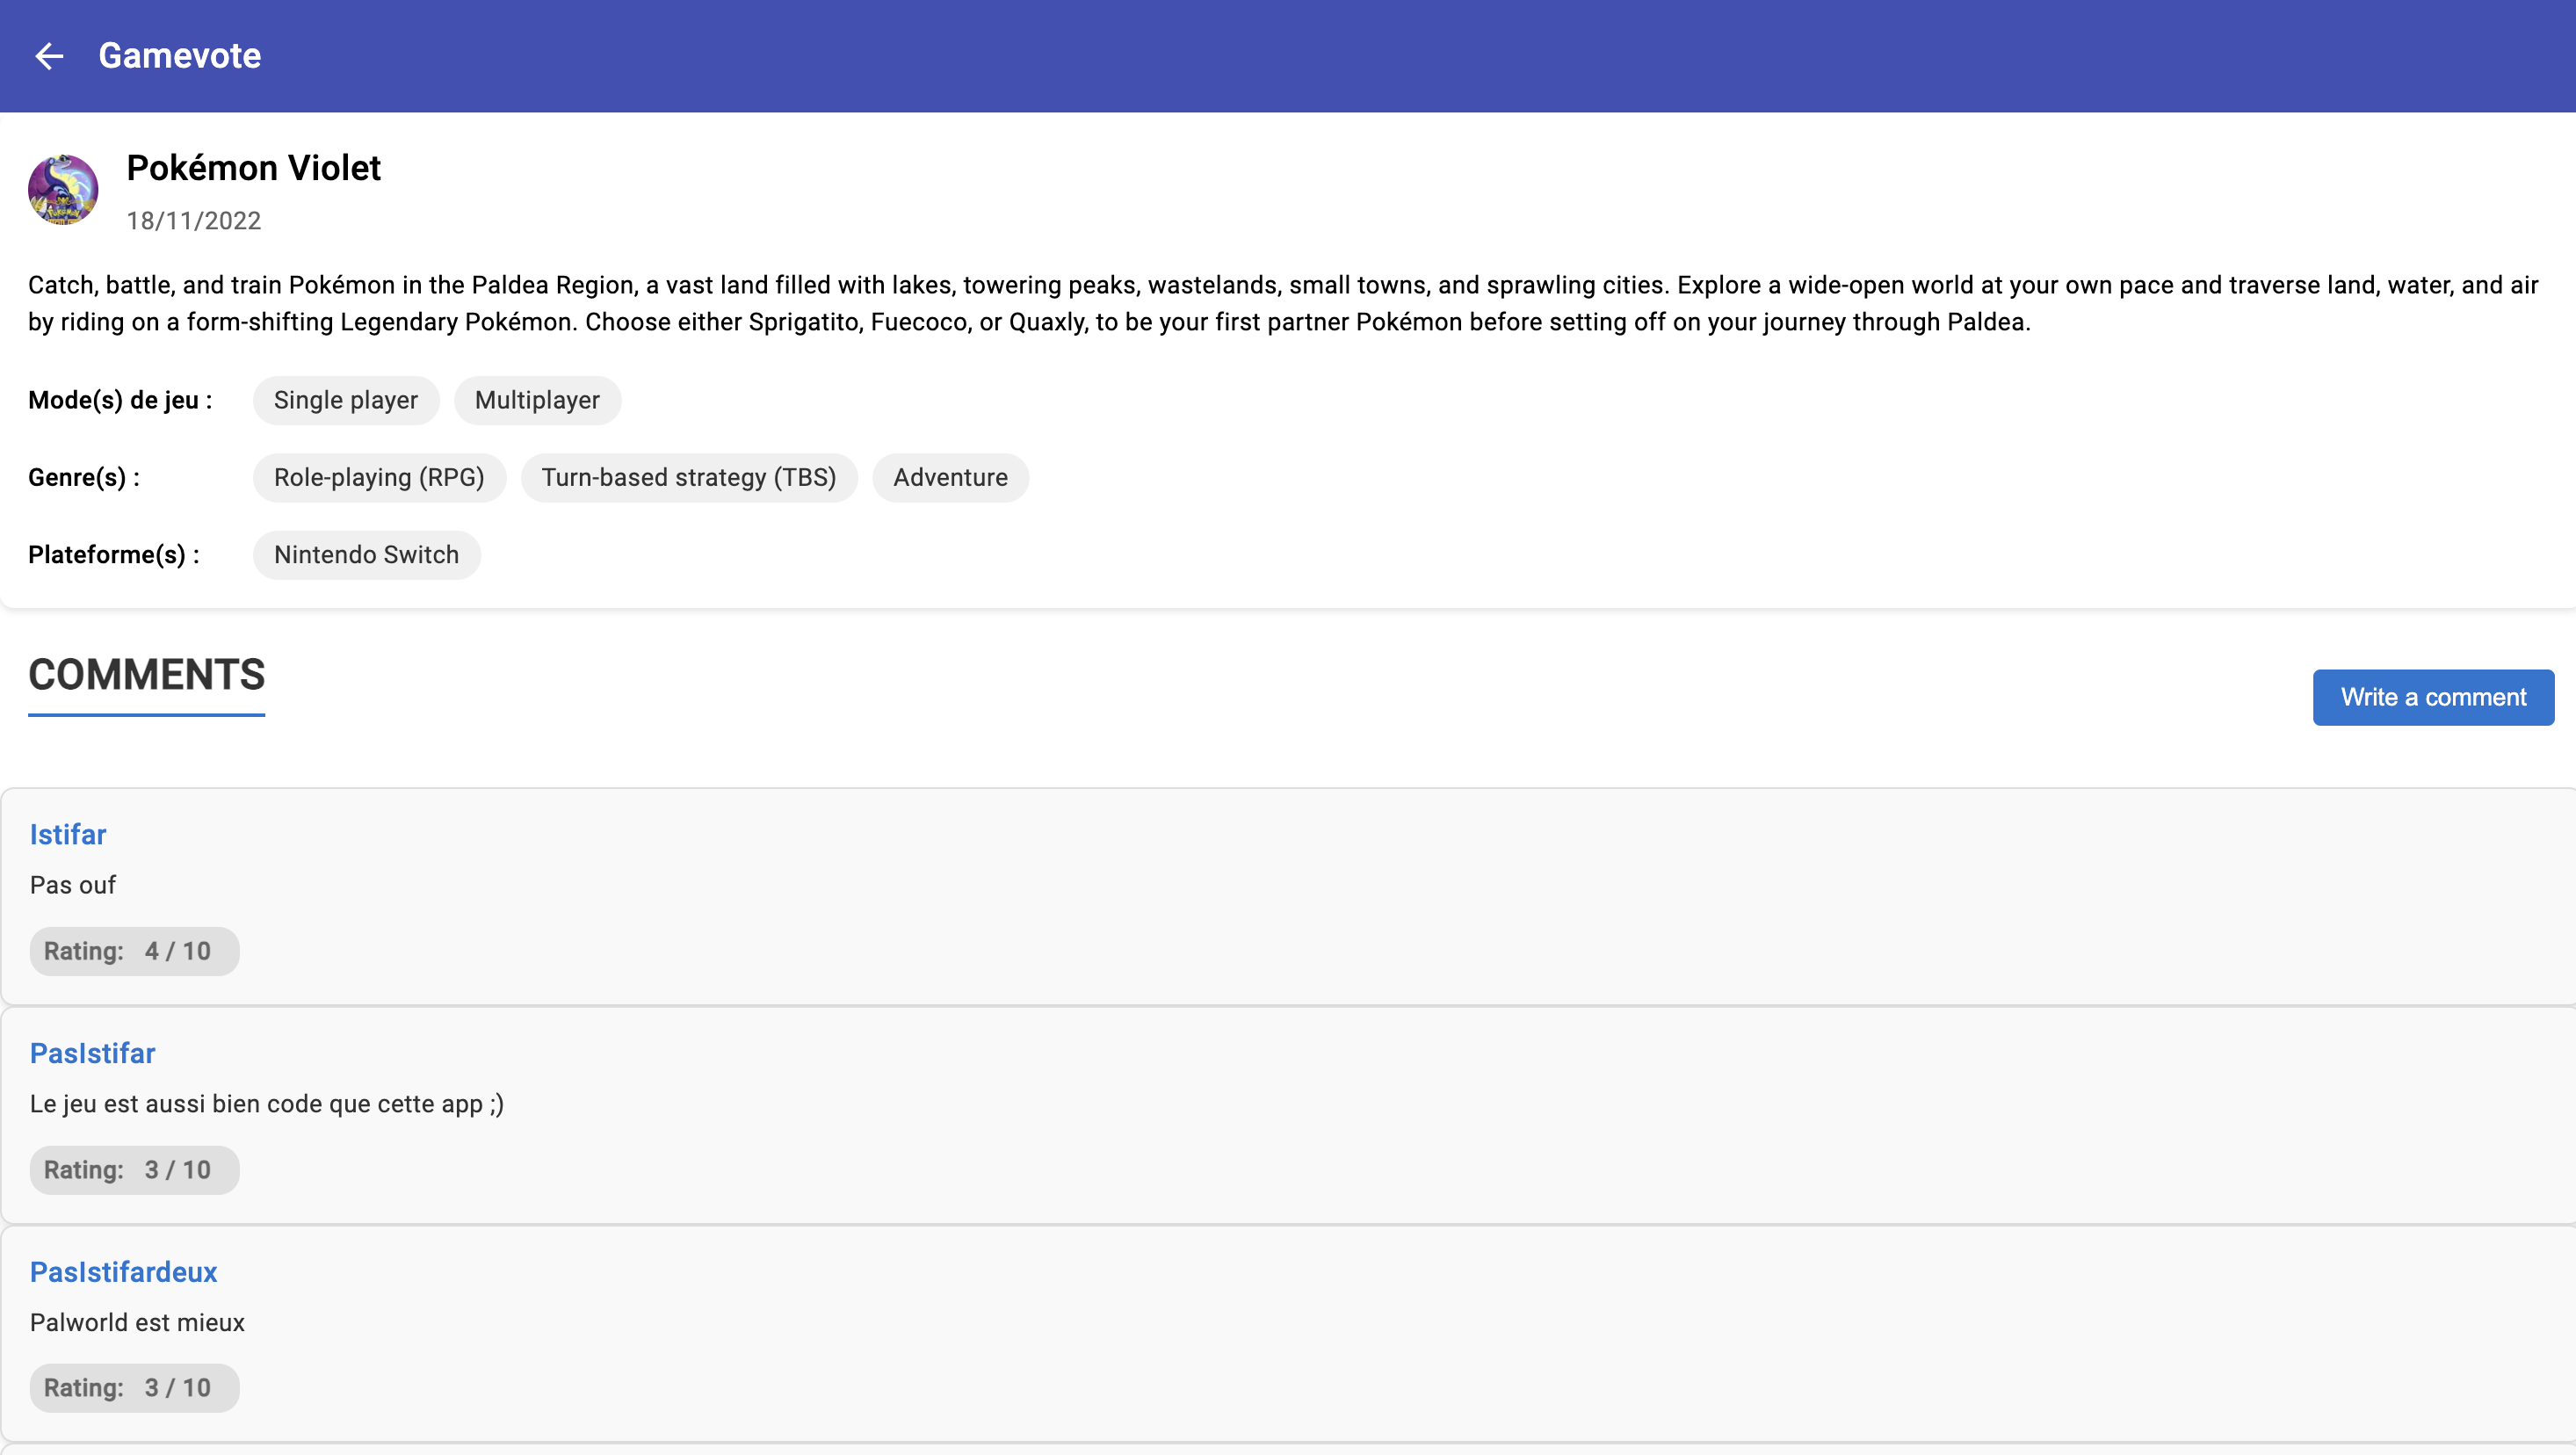 Gamevote
Pokémon Violet
18/11/2022
Catch, battle, and train Pokémon in the Paldea Region, a vast land filled with lakes, towering peaks, wastelands, small towns, and sprawling cities. Explore a wide-open world at your own pace and traverse land, water, and air
by riding on a form-shifting Legendary Pokémon. Choose either Sprigatito, Fuecoco, or Quaxly, to be your first partner Pokémon before setting off on your journey through Paldea.
Mode(s) de jeu : Single player Multiplayer
Genre(s) : Role-playing (RPG) Turn-based strategy (TBS) Adventure
Plateforme(s) : Nintendo Switch
COMMENTS
Write a comment
Istifar
Pas ouf
Rating: 4 / 10
PasIstifar
Le jeu est aussi bien code que cette app ;)
Rating: 3 / 10
PasIstifardeux
Palworld est mieux
Rating: 3 / 10